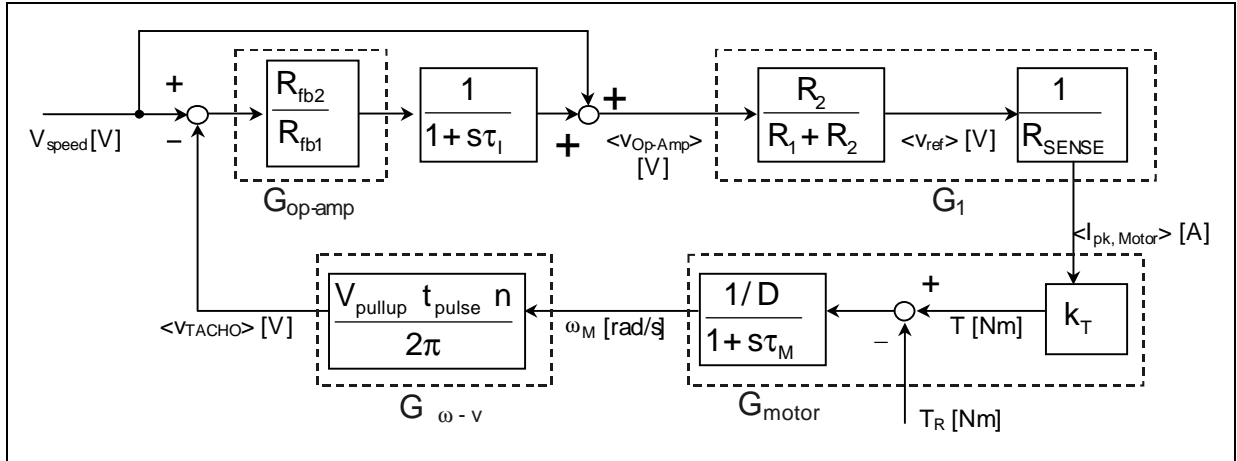 V_speed [V]
+
−
R_fb2
R_fb1
G_op-amp
1
1 + sτ_I
+
+
<v_Op-Amp>
[V]
R_2
R_1 + R_2
<v_ref> [V]
1
R_SENSE
G_1
<I_pk, Motor> [A]
k_T
T [Nm]
+
−
T_R [Nm]
1/ D
1 + sτ_M
G_motor
ω_M [rad/s]
V_pullup t_pulse n
2π
G ω - v
<v_TACHO> [V]